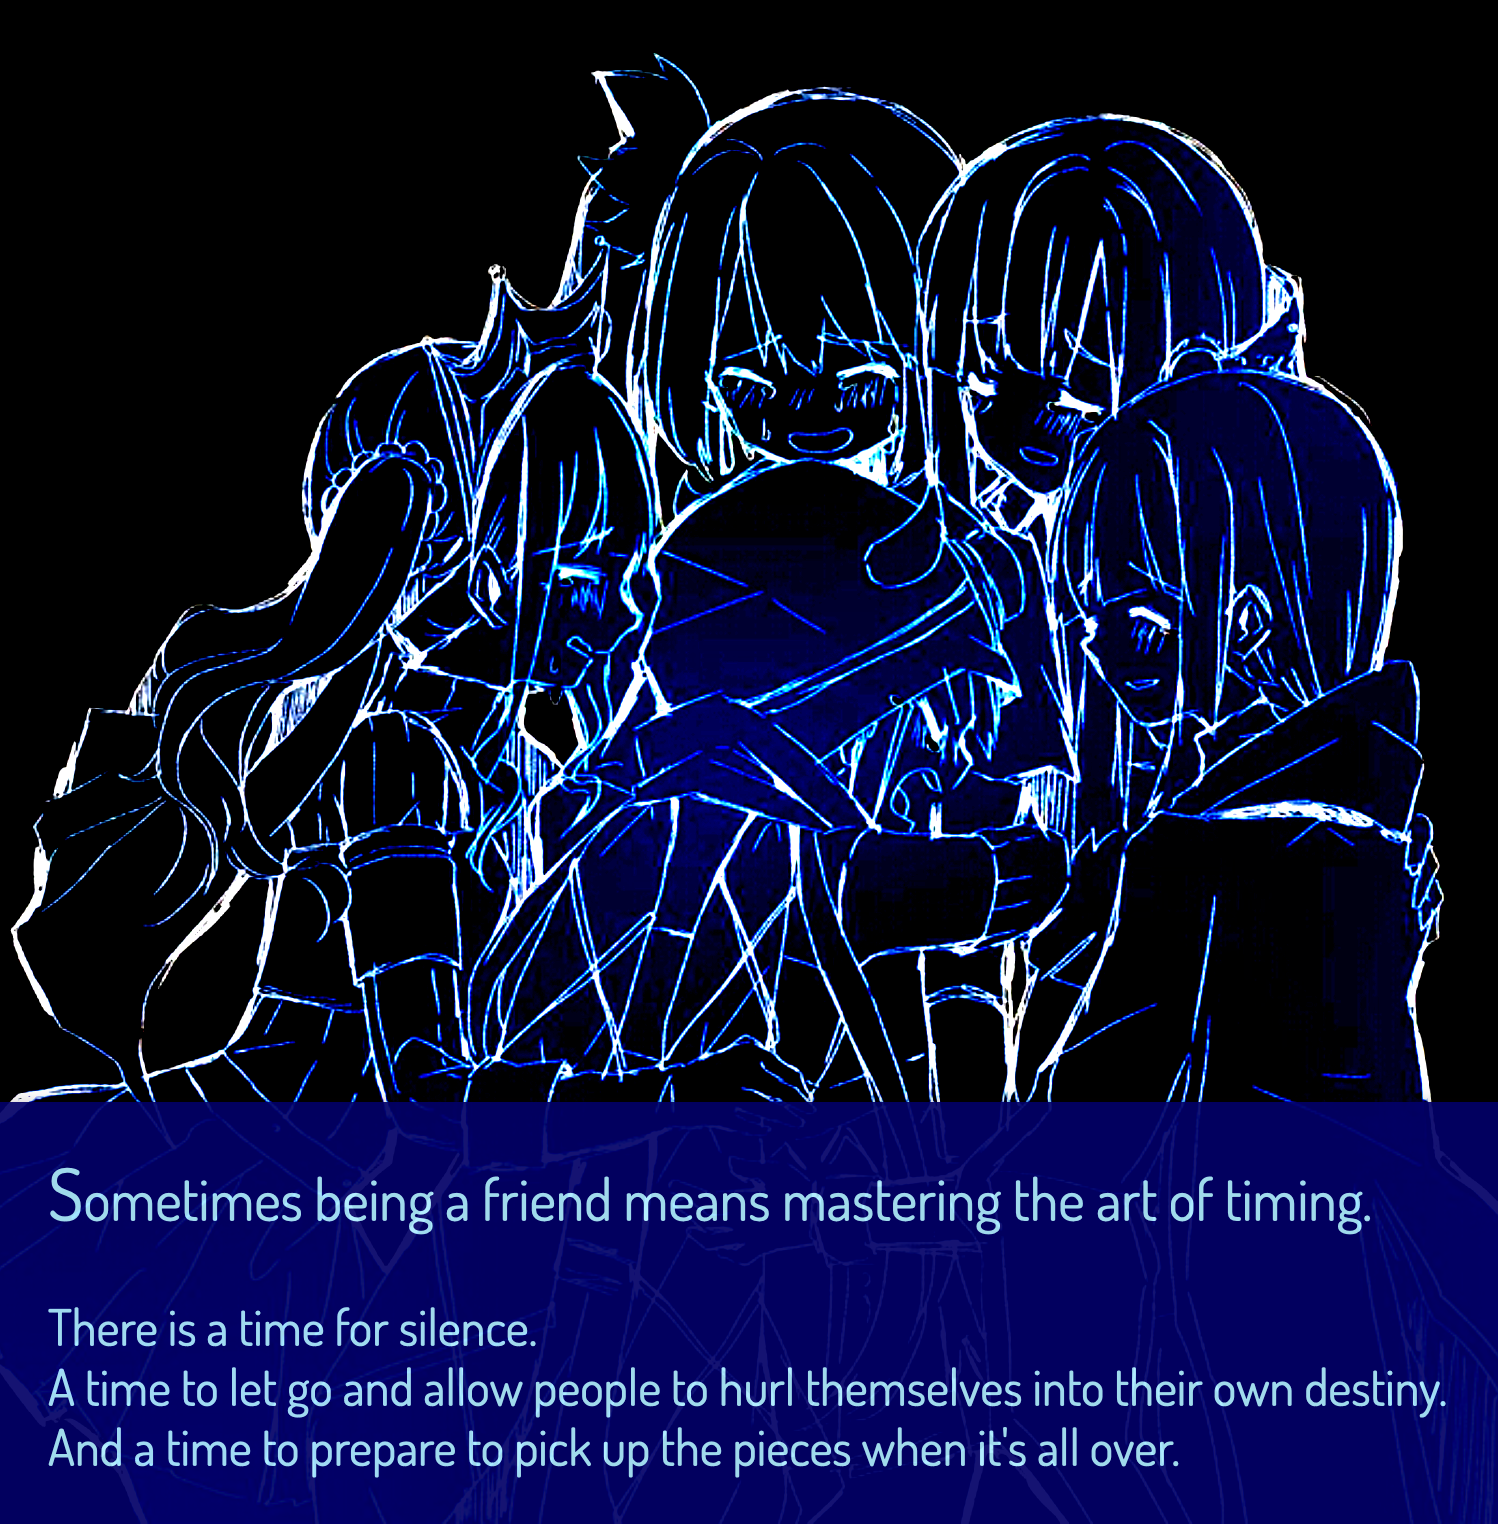 Sometimes being a friend means mastering the art of timing.
There is a time for silence.
A time to let go and allow people to hurl themselves into their own destiny.
And a time to prepare to pick up the pieces when it's all over.